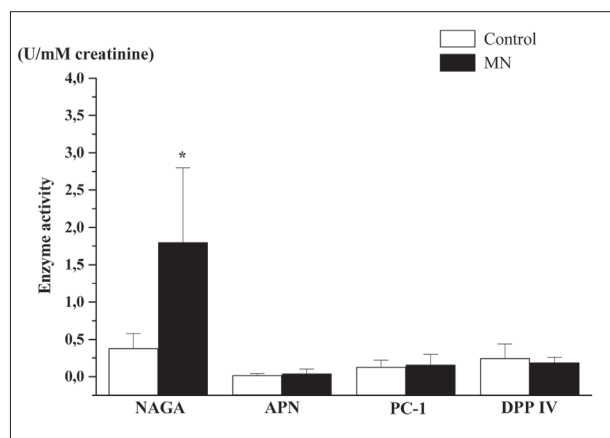 Control
MN
(U/mM creatinine)
Enzyme activity
4,0
3,5
3,0
2,5
2,0
1,5
1,0
0,5
0,0
*
NAGA APN PC-1 DPP IV